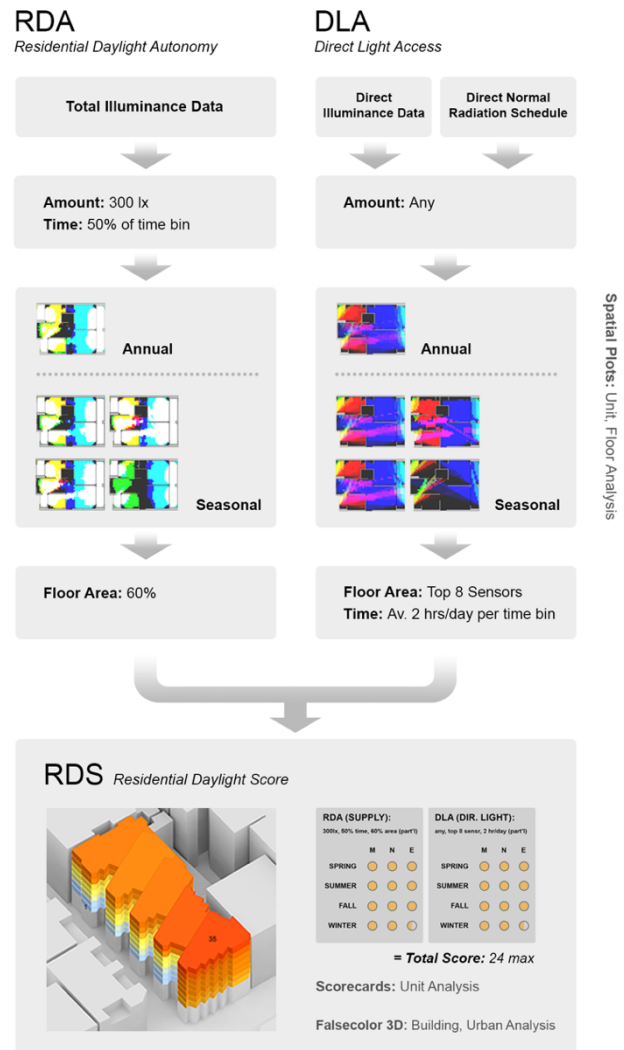 RDA
Residential Daylight Autonomy
Total Illuminance Data
Amount: 300 lx
Time: 50% of time bin
Annual
Seasonal
Floor Area: 60%
DLA
Direct Light Access
Direct
Illuminance Data
Direct Normal
Radiation Schedule
Amount: Any
Annual
Seasonal
Floor Area: Top 8 Sensors
Time: Av. 2 hrs/day per time bin
Spatial Plots: Unit, Floor Analysis
RDS Residential Daylight Score
35
RDA (SUPPLY):
300lx, 50% time, 60% area (part'l)
M N E
SPRING
SUMMER
FALL
WINTER
DLA (DIR. LIGHT):
any, top 8 sensr, 2 hr/day (part'l)
M N E
SPRING
SUMMER
FALL
WINTER
= Total Score: 24 max
Scorecards: Unit Analysis
Falsecolor 3D: Building, Urban Analysis